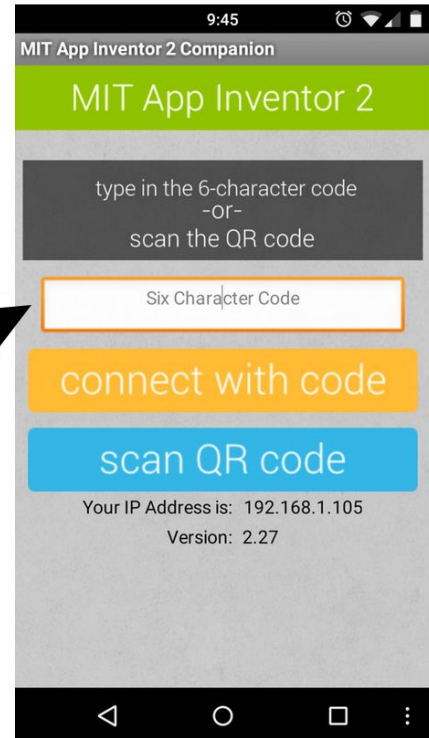 9:45
MIT App Inventor 2 Companion
MIT App Inventor 2
type in the 6-character code
-or-
scan the QR code
Six Character Code
connect with code
scan QR code
Your IP Address is: 192.168.1.105
Version: 2.27